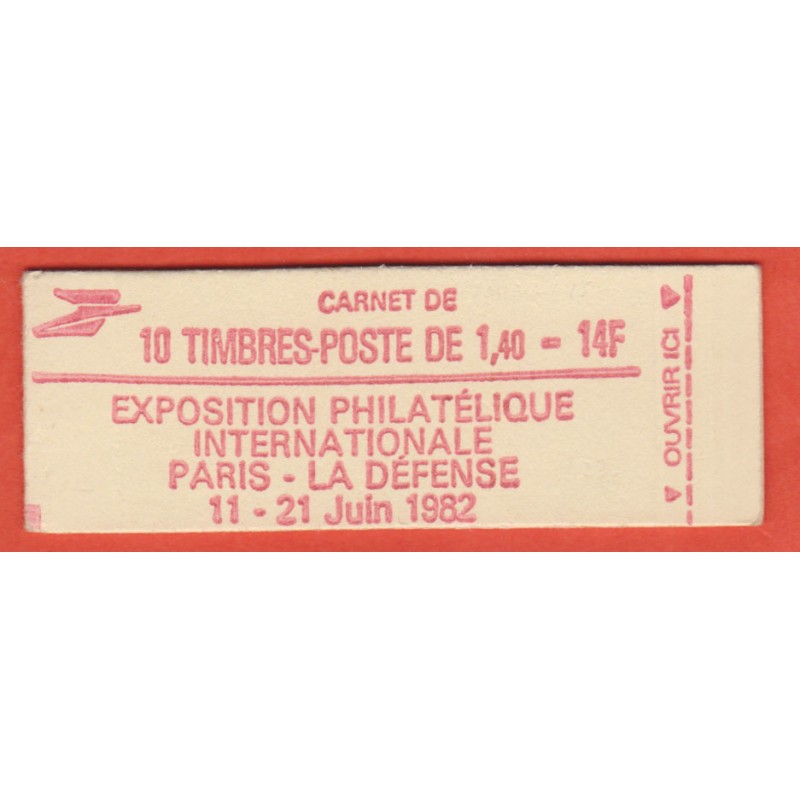 CARNET DE
10 TIMBRES-POSTE DE 1,40 = 14F
EXPOSITION PHILATÉLIQUE
INTERNATIONALE
PARIS - LA DÉFENSE
11 - 21 Juin 1982
OUVRIR ICI